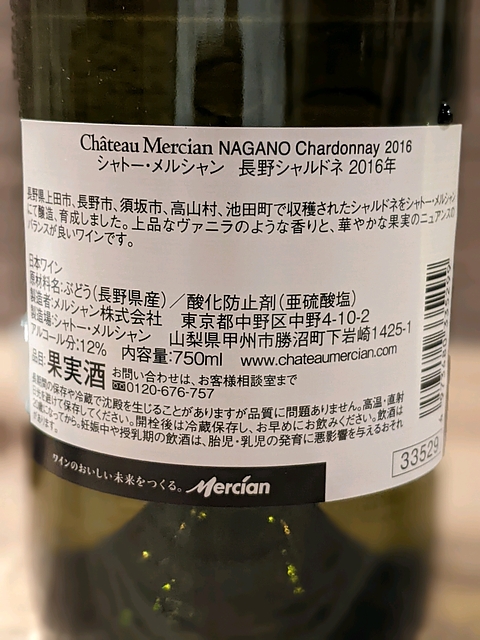 Château Mercian NAGANO Chardonnay 2016
シャトー・メルシャン 長野シャルドネ 2016年
長野県上田市、長野市、須坂市、高山村、池田町で収穫されたシャルドネをシャトー・メルシャン
にて醸造、育成しました。上品なヴァニラのような香りと、華やかな果実のニュアンスの
バランスが良いワインです。
日本ワイン
原材料名:ぶどう(長野県産)/酸化防止剤(亜硫酸塩)
製造者:メルシャン株式会社 東京都中野区中野4-10-2
製造場:シャトー・メルシャン 山梨県甲州市勝沼町下岩崎1425-1
アルコール分:12% 内容量:750ml www.chateaumercian.com
品目:果実酒 お問い合わせは、お客様相談室まで
0120-676-757
長期間の保存や冷蔵で沈殿を生じることがありますが品質に問題ありません。高温・直射
日光を避けて保存してください。開栓後は冷蔵保存し、お早めにお飲みください。飲酒は
になってから。妊娠中や授乳期の飲酒は、胎児・乳児の発育に悪影響を与えるおそれ
があります。
33529
ワインのおいしい未来をつくる。 Mercian